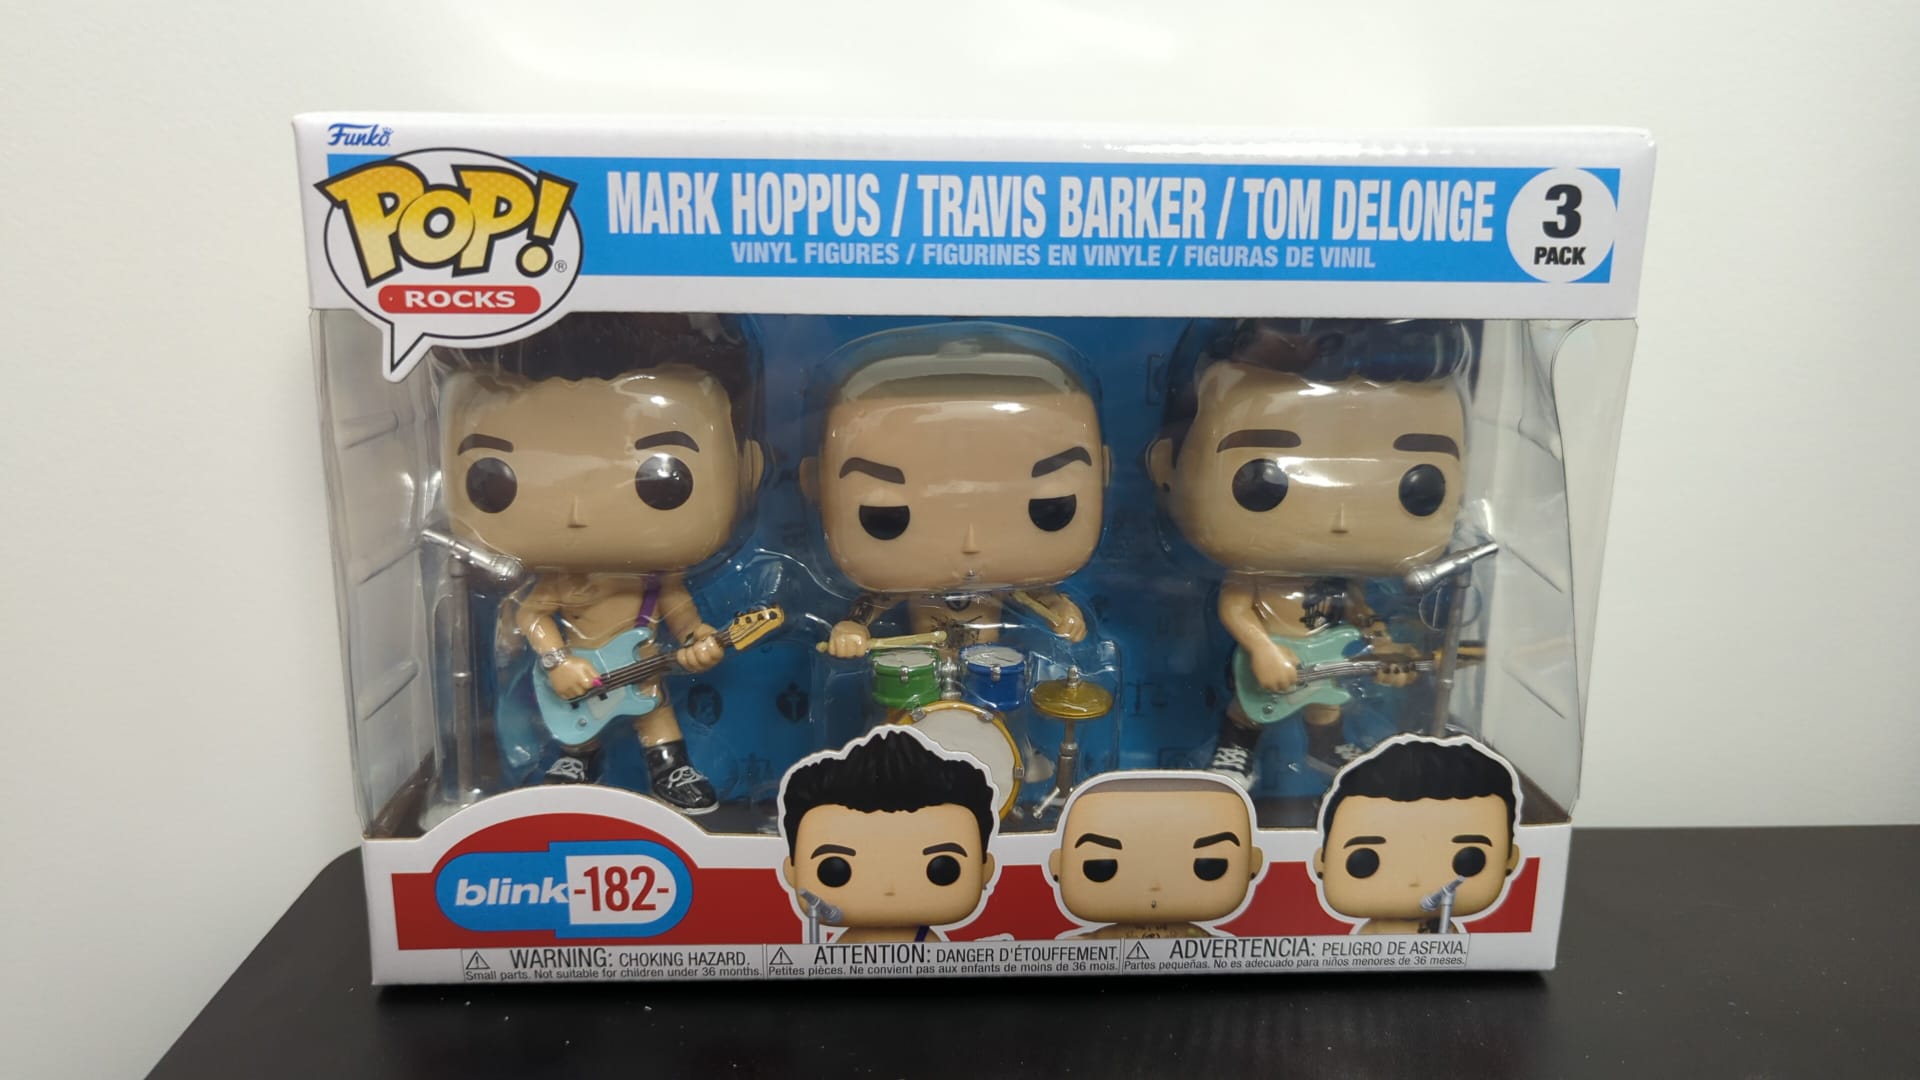 Funko
POP!®
ROCKS
MARK HOPPUS / TRAVIS BARKER / TOM DELONGE
VINYL FIGURES / FIGURINES EN VINYLE / FIGURAS DE VINIL
3
PACK
blink-182-
WARNING: CHOKING HAZARD.
Small parts. Not suitable for children under 36 months.
ATTENTION: DANGER D'ÉTOUFFEMENT.
Petites pièces. Ne convient pas aux enfants de moins de 36 mois.
ADVERTENCIA: PELIGRO DE ASFIXIA.
Partes pequeñas. No es adecuado para niños menores de 36 meses.